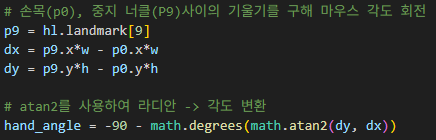 # 손목(p0), 중지 너클(P9)사이의 기울기를 구해 마우스 각도 회전
p9 = hl.landmark[9]
dx = p9.x*w - p0.x*w
dy = p9.y*h - p0.y*h
# atan2를 사용하여 라디안 -> 각도 변환
hand_angle = -90 - math.degrees(math.atan2(dy, dx))